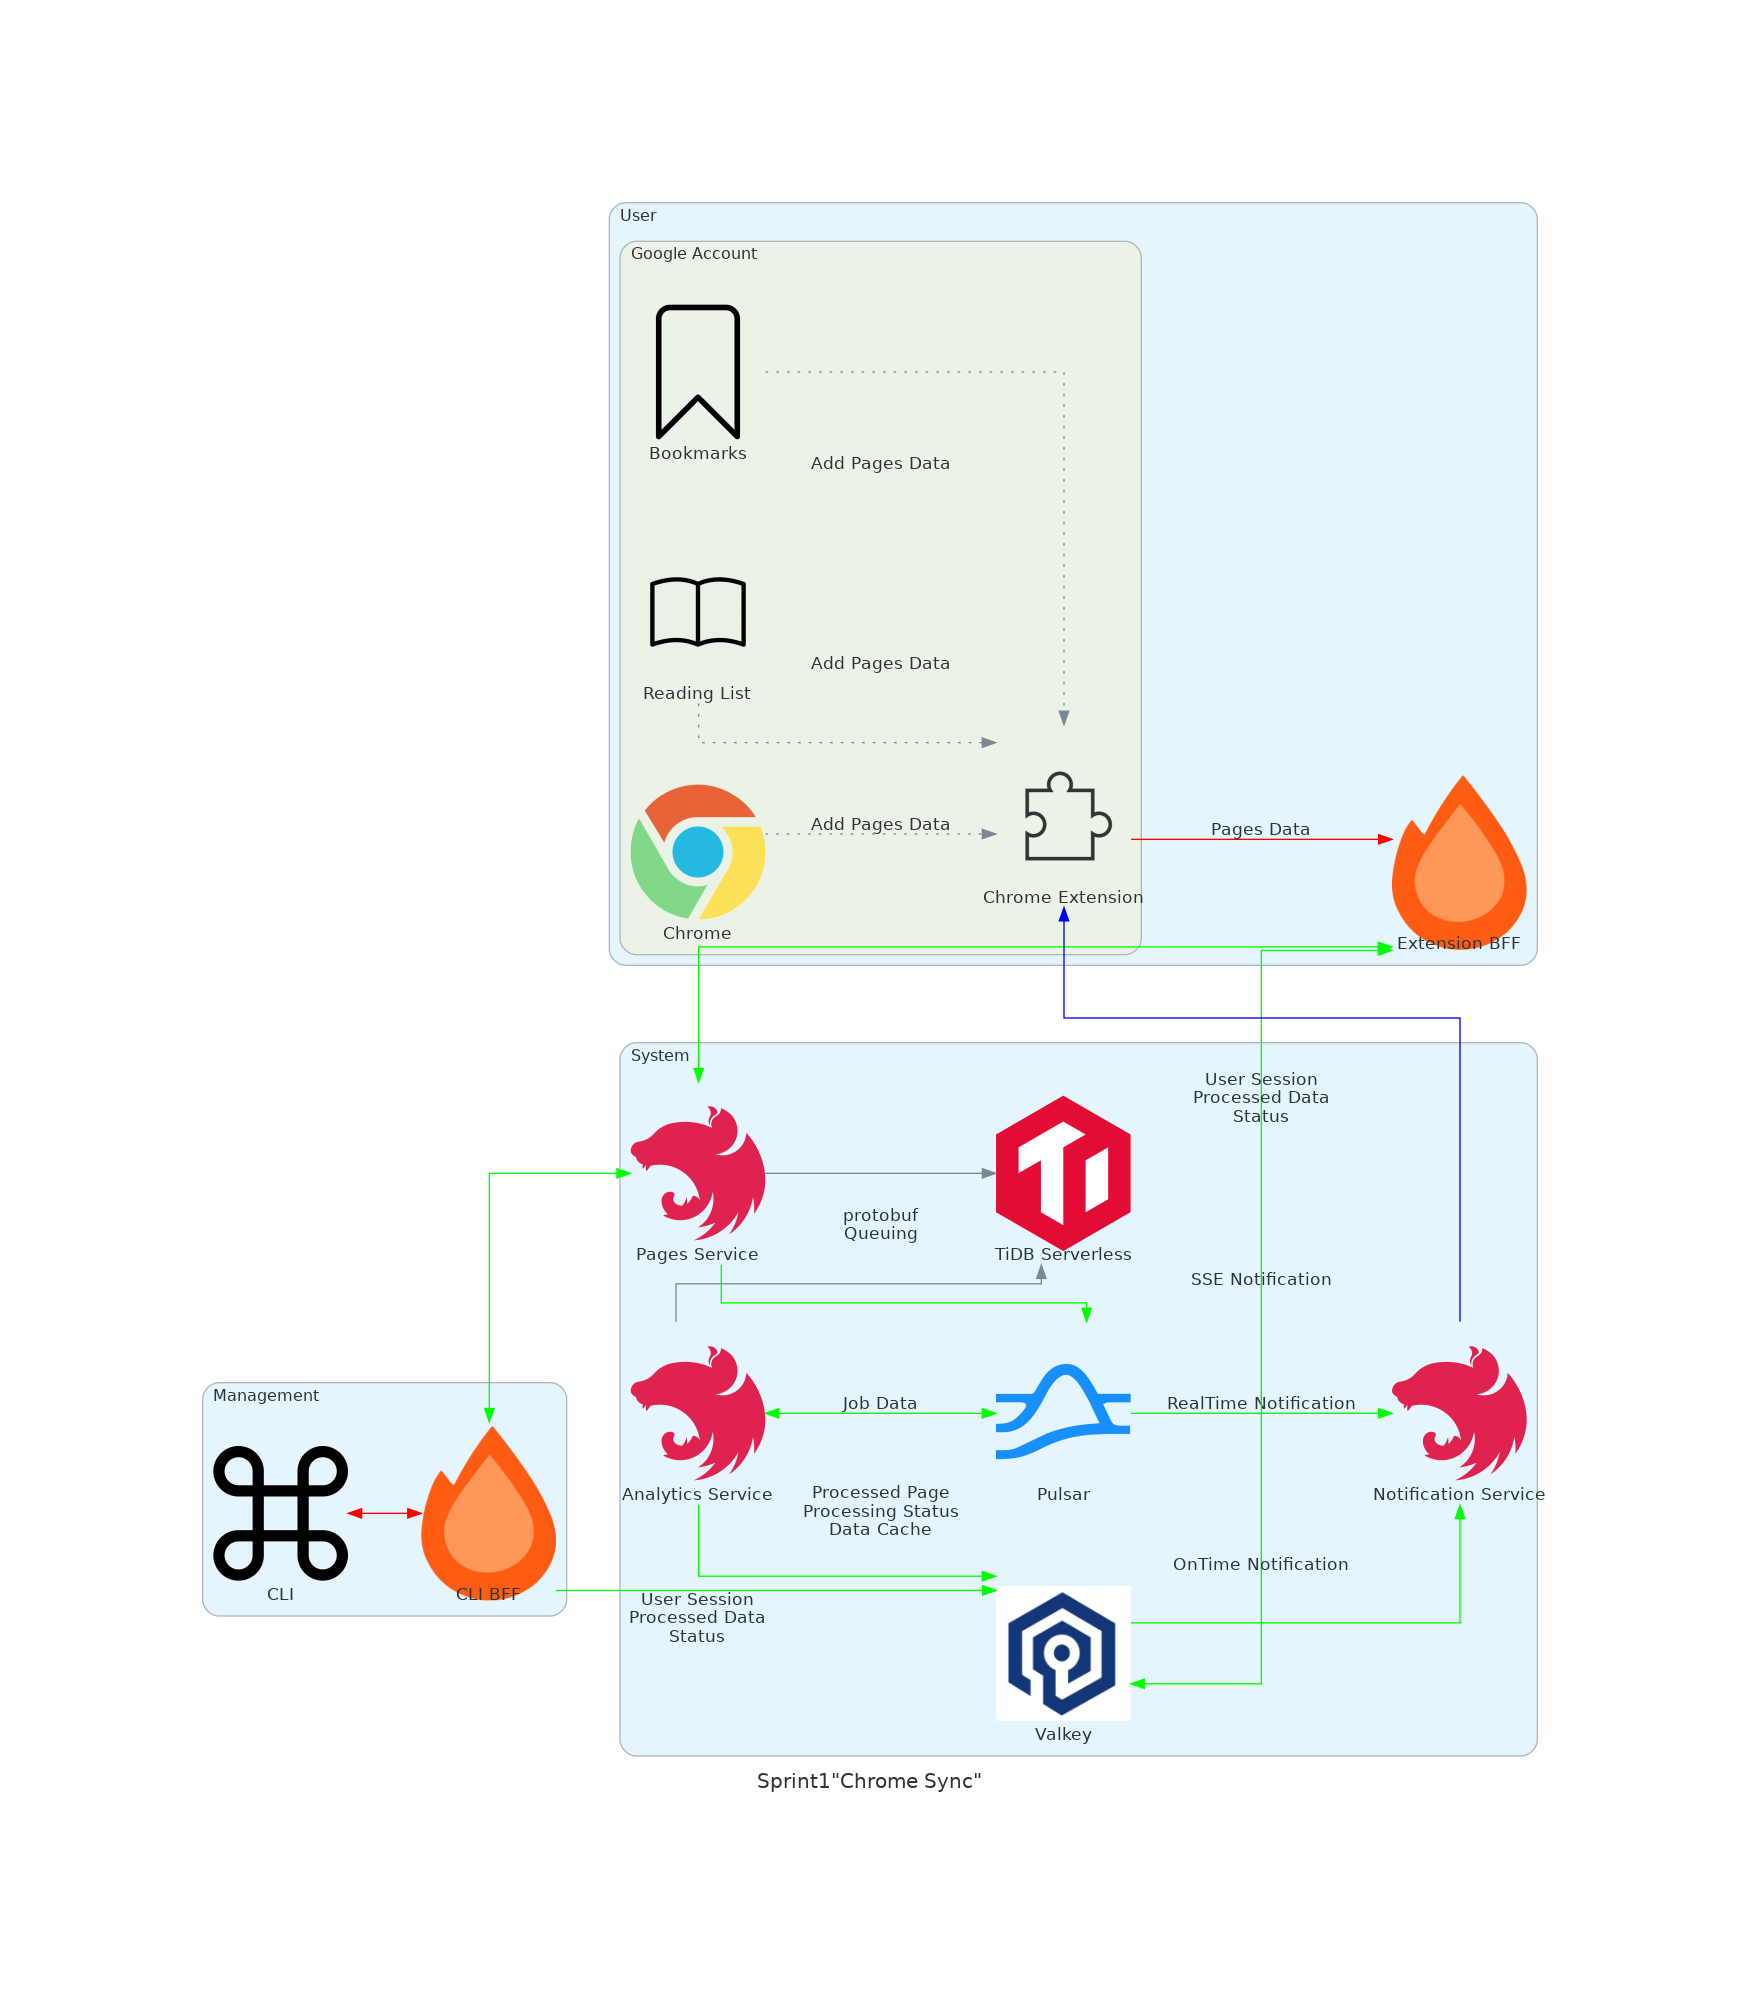 User
Google Account
Bookmarks
Add Pages Data
Add Pages Data
Reading List
Add Pages Data
Pages Data
Chrome Extension
Chrome
Extension BFF
System
User Session
Processed Data
Status
protobuf
Queuing
Pages Service
TiDB Serverless
SSE Notification
Management
Job Data
RealTime Notification
Analytics Service
Processed Page
Processing Status
Data Cache
Pulsar
Notification Service
OnTime Notification
CLI
CLI BFF
User Session
Processed Data
Status
Valkey
Sprint1"Chrome Sync"